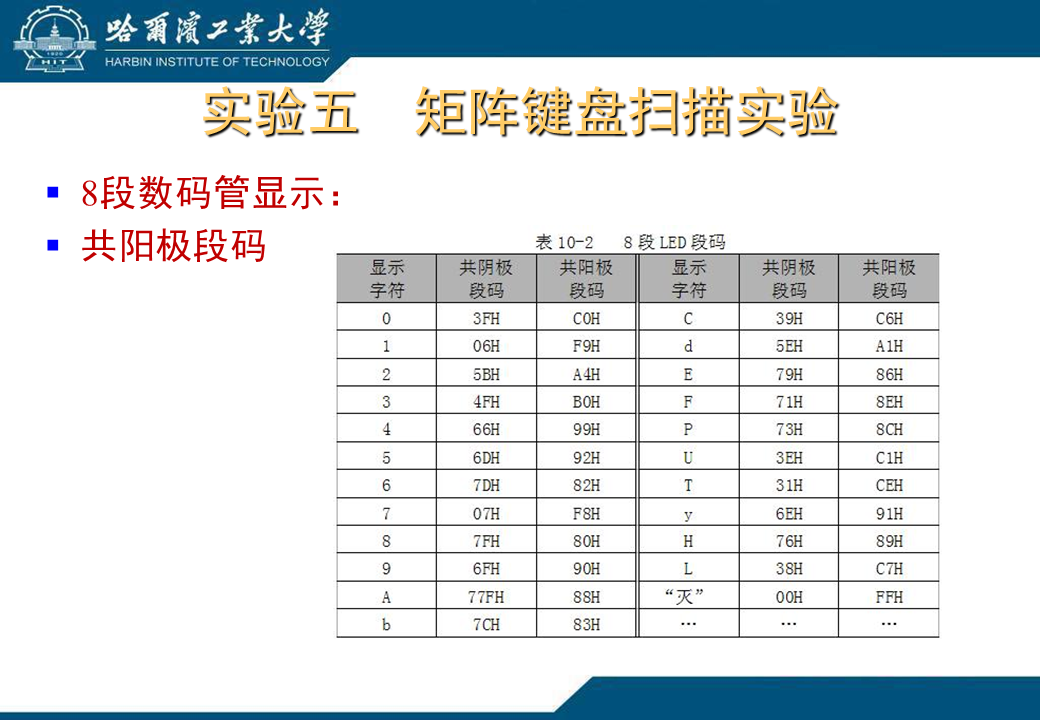 哈爾濱工業大學
HARBIN INSTITUTE OF TECHNOLOGY
实验五 矩阵键盘扫描实验
8段数码管显示：
共阳极段码
表 10-2 8 段 LED 段码
显示字符 共阴极段码 共阳极段码 显示字符 共阴极段码 共阳极段码
0 3FH C0H C 39H C6H
1 06H F9H d 5EH A1H
2 5BH A4H E 79H 86H
3 4FH B0H F 71H 8EH
4 66H 99H P 73H 8CH
5 6DH 92H U 3EH C1H
6 7DH 82H T 31H CEH
7 07H F8H y 6EH 91H
8 7FH 80H H 76H 89H
9 6FH 90H L 38H C7H
A 77FH 88H “灭” 00H FFH
b 7CH 83H … … …